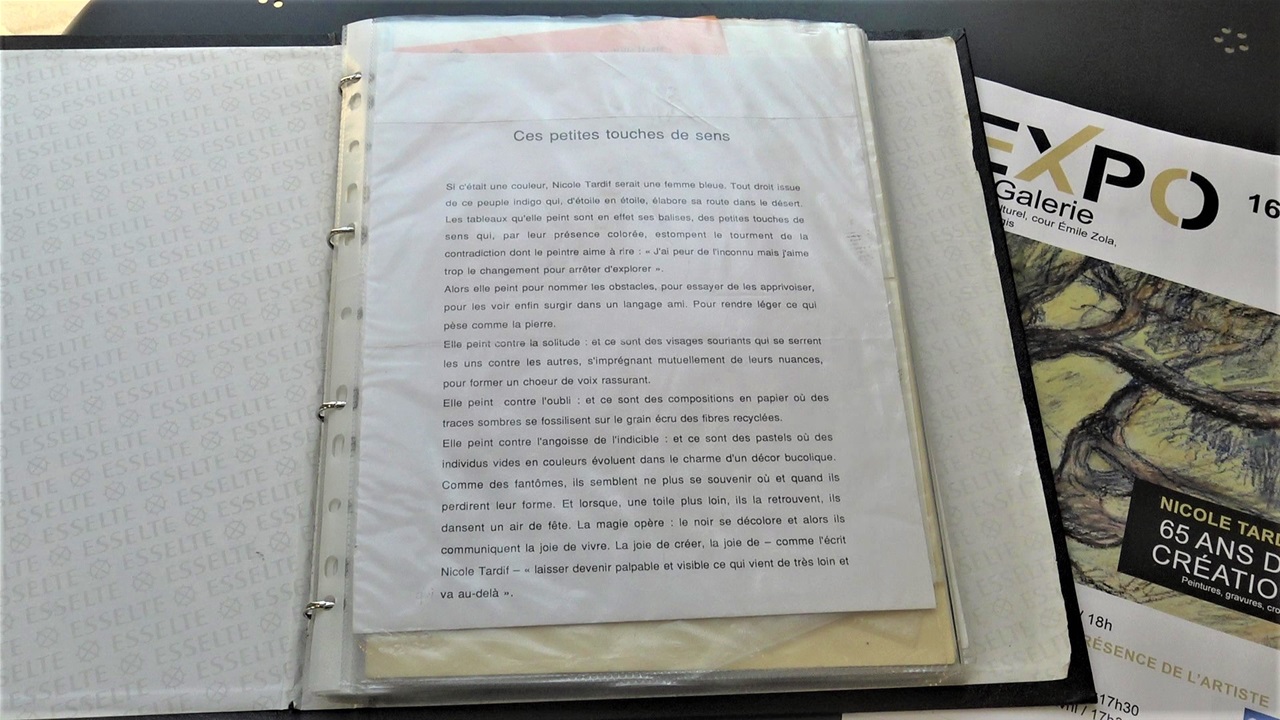 Ces petites touches de sens
Si c'était une couleur, Nicole Tardif serait une femme bleue. Tout droit issue
de ce peuple indigo qui, d'étoile en étoile, élabore sa route dans le désert.
Les tableaux qu'elle peint sont en effet ses balises, des petites touches de
sens qui, par leur présence colorée, estompent le tourment de la
contradiction dont le peintre aime à rire : « J'ai peur de l'inconnu mais j'aime
trop le changement pour arrêter d'explorer ».
Alors elle peint pour nommer les obstacles, pour essayer de les apprivoiser,
pour les voir enfin surgir dans un langage ami. Pour rendre léger ce qui
pèse comme la pierre.
Elle peint contre la solitude : et ce sont des visages souriants qui se serrent
les uns contre les autres, s'imprégnant mutuellement de leurs nuances,
pour former un choeur de voix rassurant.
Elle peint contre l'oubli : et ce sont des compositions en papier où des
traces sombres se fossilisent sur le grain écru des fibres recyclées.
Elle peint contre l'angoisse de l'indicible : et ce sont des pastels où des
individus vides en couleurs évoluent dans le charme d'un décor bucolique.
Comme des fantômes, ils semblent ne plus se souvenir où et quand ils
perdirent leur forme. Et lorsque, une toile plus loin, ils la retrouvent, ils
dansent un air de fête. La magie opère : le noir se décolore et alors ils
communiquent la joie de vivre. La joie de créer, la joie de – comme l'écrit
Nicole Tardif – « laisser devenir palpable et visible ce qui vient de très loin et
va au-delà ».
ESSELTE
EXPO
16
Galerie
lturel, cour Émile Zola,
gis
NICOLE TARD
65 ANS D
CRÉATIO
Peintures, gravures, cro
/ 18h
RÉSENCE DE L'ARTISTE
17h30